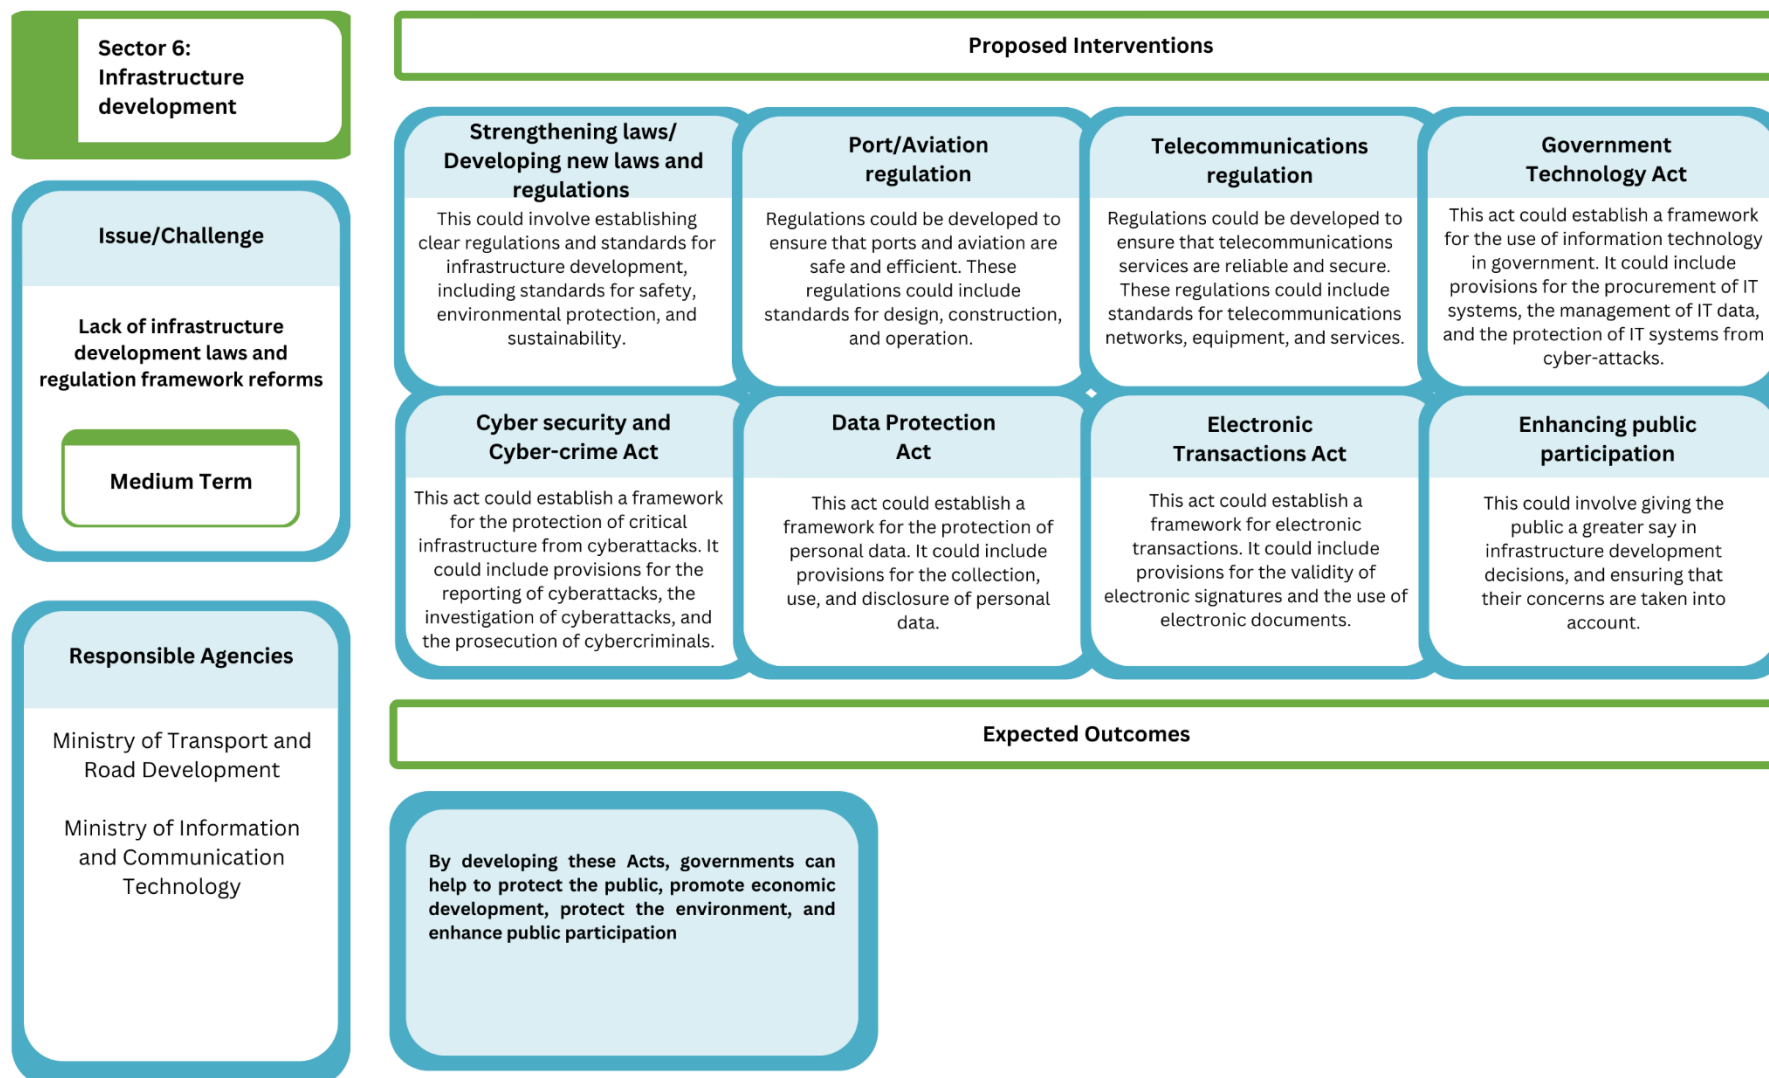 Sector 6:
Infrastructure
development
Issue/Challenge
Lack of infrastructure
development laws and
regulation framework reforms
Medium Term
Responsible Agencies
Ministry of Transport and
Road Development
Ministry of Information
and Communication
Technology
Proposed Interventions
Strengthening laws/
Developing new laws and
regulations
This could involve establishing
clear regulations and standards for
infrastructure development,
including standards for safety,
environmental protection, and
sustainability.
Port/Aviation
regulation
Regulations could be developed to
ensure that ports and aviation are
safe and efficient. These
regulations could include
standards for design, construction,
and operation.
Telecommunications
regulation
Regulations could be developed to
ensure that telecommunications
services are reliable and secure.
These regulations could include
standards for telecommunications
networks, equipment, and services.
Government
Technology Act
This act could establish a framework
for the use of information technology
in government. It could include
provisions for the procurement of IT
systems, the management of IT data,
and the protection of IT systems from
cyber-attacks.
Cyber security and
Cyber-crime Act
This act could establish a framework
for the protection of critical
infrastructure from cyberattacks. It
could include provisions for the
reporting of cyberattacks, the
investigation of cyberattacks, and
the prosecution of cybercriminals.
Data Protection
Act
This act could establish a
framework for the protection of
personal data. It could include
provisions for the collection,
use, and disclosure of personal
data.
Electronic
Transactions Act
This act could establish a
framework for electronic
transactions. It could include
provisions for the validity of
electronic signatures and the use of
electronic documents.
Enhancing public
participation
This could involve giving the
public a greater say in
infrastructure development
decisions, and ensuring that
their concerns are taken into
account.
Expected Outcomes
By developing these Acts, governments can
help to protect the public, promote economic
development, protect the environment, and
enhance public participation